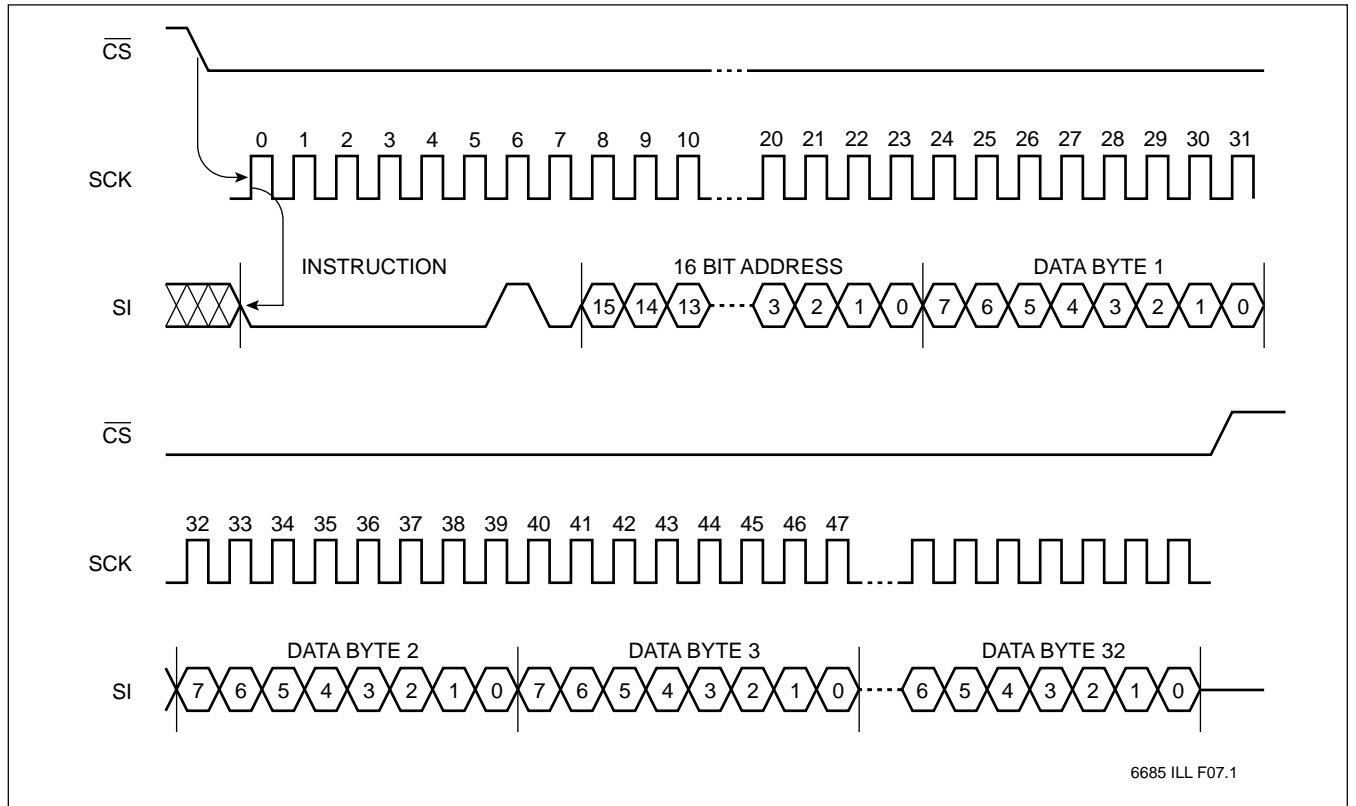 CS
0 1 2 3 4 5 6 7 8 9 10 20 21 22 23 24 25 26 27 28 29 30 31
SCK
INSTRUCTION 16 BIT ADDRESS DATA BYTE 1
SI 15 14 13 3 2 1 0 7 6 5 4 3 2 1 0
CS
32 33 34 35 36 37 38 39 40 41 42 43 44 45 46 47
SCK
DATA BYTE 2 DATA BYTE 3 DATA BYTE 32
SI 7 6 5 4 3 2 1 0 7 6 5 4 3 2 1 0 6 5 4 3 2 1 0
6685 ILL F07.1